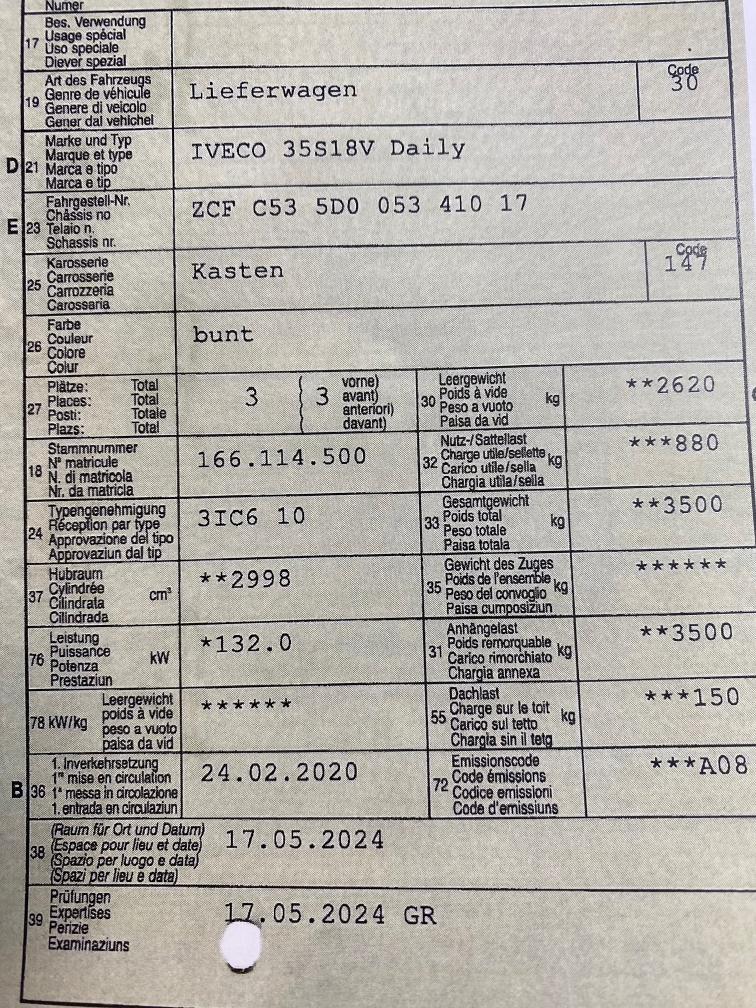 Numer
17 Bes. Verwendung
Usage spécial
Uso speciale
Diever spezial
19 Art des Fahrzeugs
Genre de véhicule
Genere di veicolo
Gener dal vehichel
Lieferwagen
Code
30
D 21 Marke und Typ
Marque et type
Marca e tipo
Marca e tip
IVECO 35S18V Daily
E 23 Fahrgestell-Nr.
Châssis no
Telaio n.
Schassis nr.
ZCF C53 5D0 053 410 17
25 Karosserie
Carrosserie
Carrozzeria
Carossaria
Kasten
Code
147
26 Farbe
Couleur
Colore
Colur
bunt
27 Plätze: Total
Places: Total
Posti: Totale
Plazs: Total
3 ( 3 vorne)
avant)
anteriori)
davant)
30 Leergewicht
Poids à vide
Peso a vuoto
Paisa da vid
kg
**2620
18 Stammnummer
Nº matricule
N. di matricola
Nr. da matricla
166.114.500
32 Nutz-/Sattellast
Charge utile/sellette
Carico utile/sella
Chargia utila/sella
kg
***880
24 Typengenehmigung
Réception par type
Approvazione del tipo
Approvaziun dal tip
3IC6 10
33 Gesamtgewicht
Poids total
Peso totale
Paisa totala
kg
**3500
37 Hubraum
Cylindrée
Cilindrata
Cilindrada
cm³
**2998
35 Gewicht des Zuges
Poids de l'ensemble
Peso del convoglio
Paisa cumposiziun
kg
******
76 Leistung
Puissance
Potenza
Prestaziun
kW
*132.0
31 Anhängelast
Poids remorquable
Carico rimorchiato
Chargia annexa
kg
**3500
78 kW/kg Leergewicht
poids à vide
peso a vuoto
paisa da vid
******
55 Dachlast
Charge sur le toit
Carico sul tetto
Chargia sin il tetg
kg
***150
B 36 1. Inverkehrsetzung
1re mise en circulation
1a messa in circolazione
1. entrada en circulaziun
24.02.2020
72 Emissionscode
Code émissions
Codice emissioni
Code d'emissiuns
***A08
38 (Raum für Ort und Datum)
(Espace pour lieu et date)
(Spazio per luogo e data)
(Spazi per lieu e data)
17.05.2024
39 Prüfungen
Expertises
Perizie
Examinaziuns
17.05.2024 GR